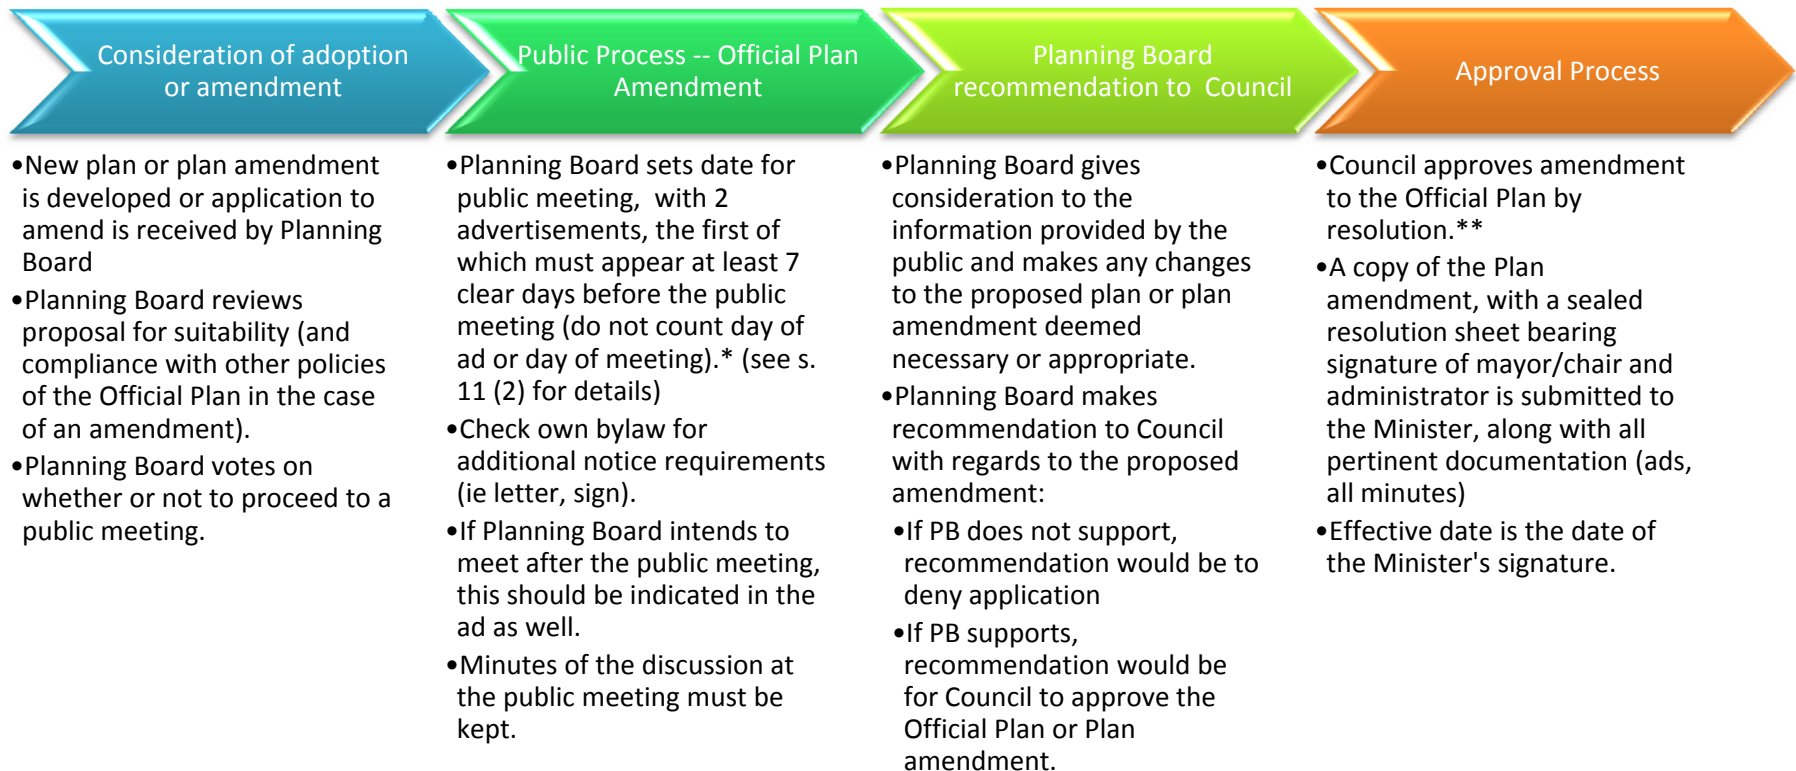 Consideration of adoption
or amendment
Public Process -- Official Plan
Amendment
Planning Board
recommendation to  Council
Approval Process
•New plan or plan amendment
is developed or application to
amend is received by Planning
Board
•Planning Board reviews
proposal for suitability (and
compliance with other policies
of the Official Plan in the case
of an amendment).
•Planning Board votes on
whether or not to proceed to a
public meeting.
•Planning Board sets date for
public meeting,  with 2
advertisements, the first of
which must appear at least 7
clear days before the public
meeting (do not count day of
ad or day of meeting).* (see s.
11 (2) for details)
•Check own bylaw for
additional notice requirements
(ie letter, sign).
•If Planning Board intends to
meet after the public meeting,
this should be indicated in the
ad as well.
•Minutes of the discussion at
the public meeting must be
kept.
•Planning Board gives
consideration to the
information provided by the
public and makes any changes
to the proposed plan or plan
amendment deemed
necessary or appropriate.
•Planning Board makes
recommendation to Council
with regards to the proposed
amendment:
•If PB does not support,
recommendation would be to
deny application
•If PB supports,
recommendation would be
for Council to approve the
Official Plan or Plan
amendment.
•Council approves amendment
to the Official Plan by
resolution.**
•A copy of the Plan
amendment, with a sealed
resolution sheet bearing
signature of mayor/chair and
administrator is submitted to
the Minister, along with all
pertinent documentation (ads,
all minutes)
•Effective date is the date of
the Minister's signature.